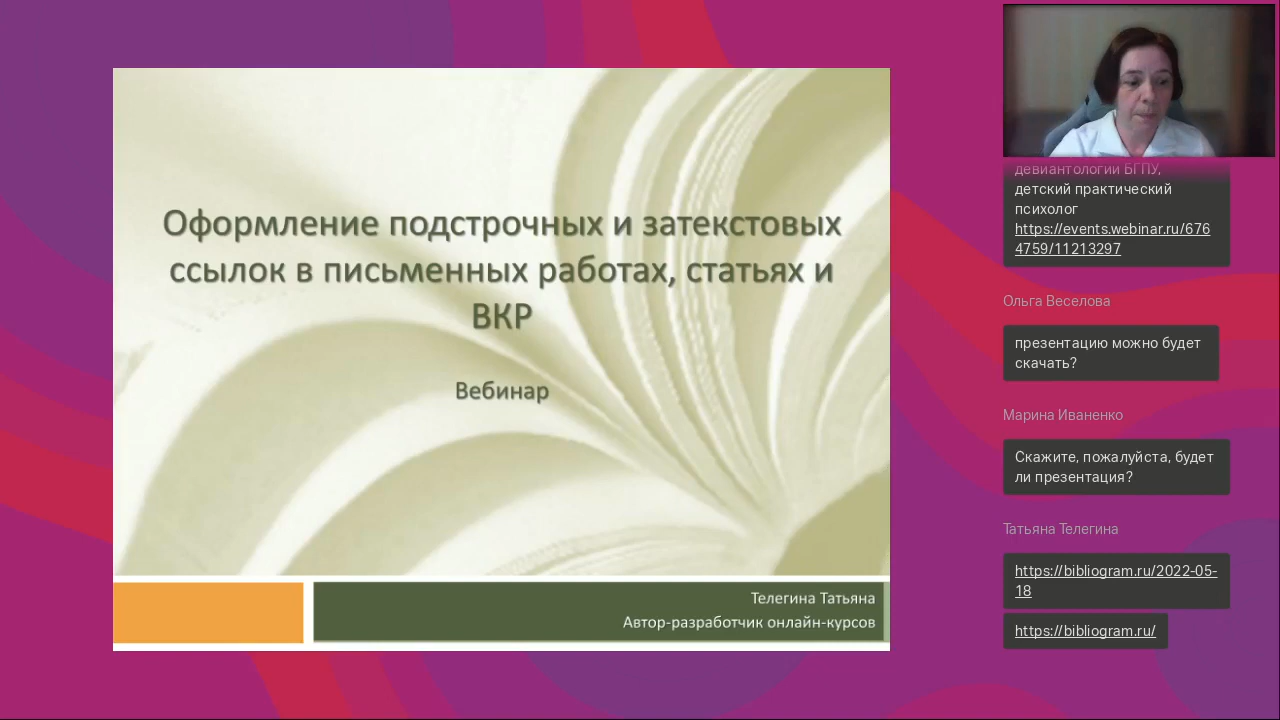 Оформление подстрочных и затекстовых
ссылок в письменных работах, статьях и
ВКР
Вебинар
Телегина Татьяна
Автор-разработчик онлайн-курсов
девиантологии БГПУ,
детский практический
психолог
https://events.webinar.ru/676
4759/11213297
Ольга Веселова
презентацию можно будет
скачать?
Марина Иваненко
Скажите, пожалуйста, будет
ли презентация?
Татьяна Телегина
https://bibliogram.ru/2022-05-
18
https://bibliogram.ru/